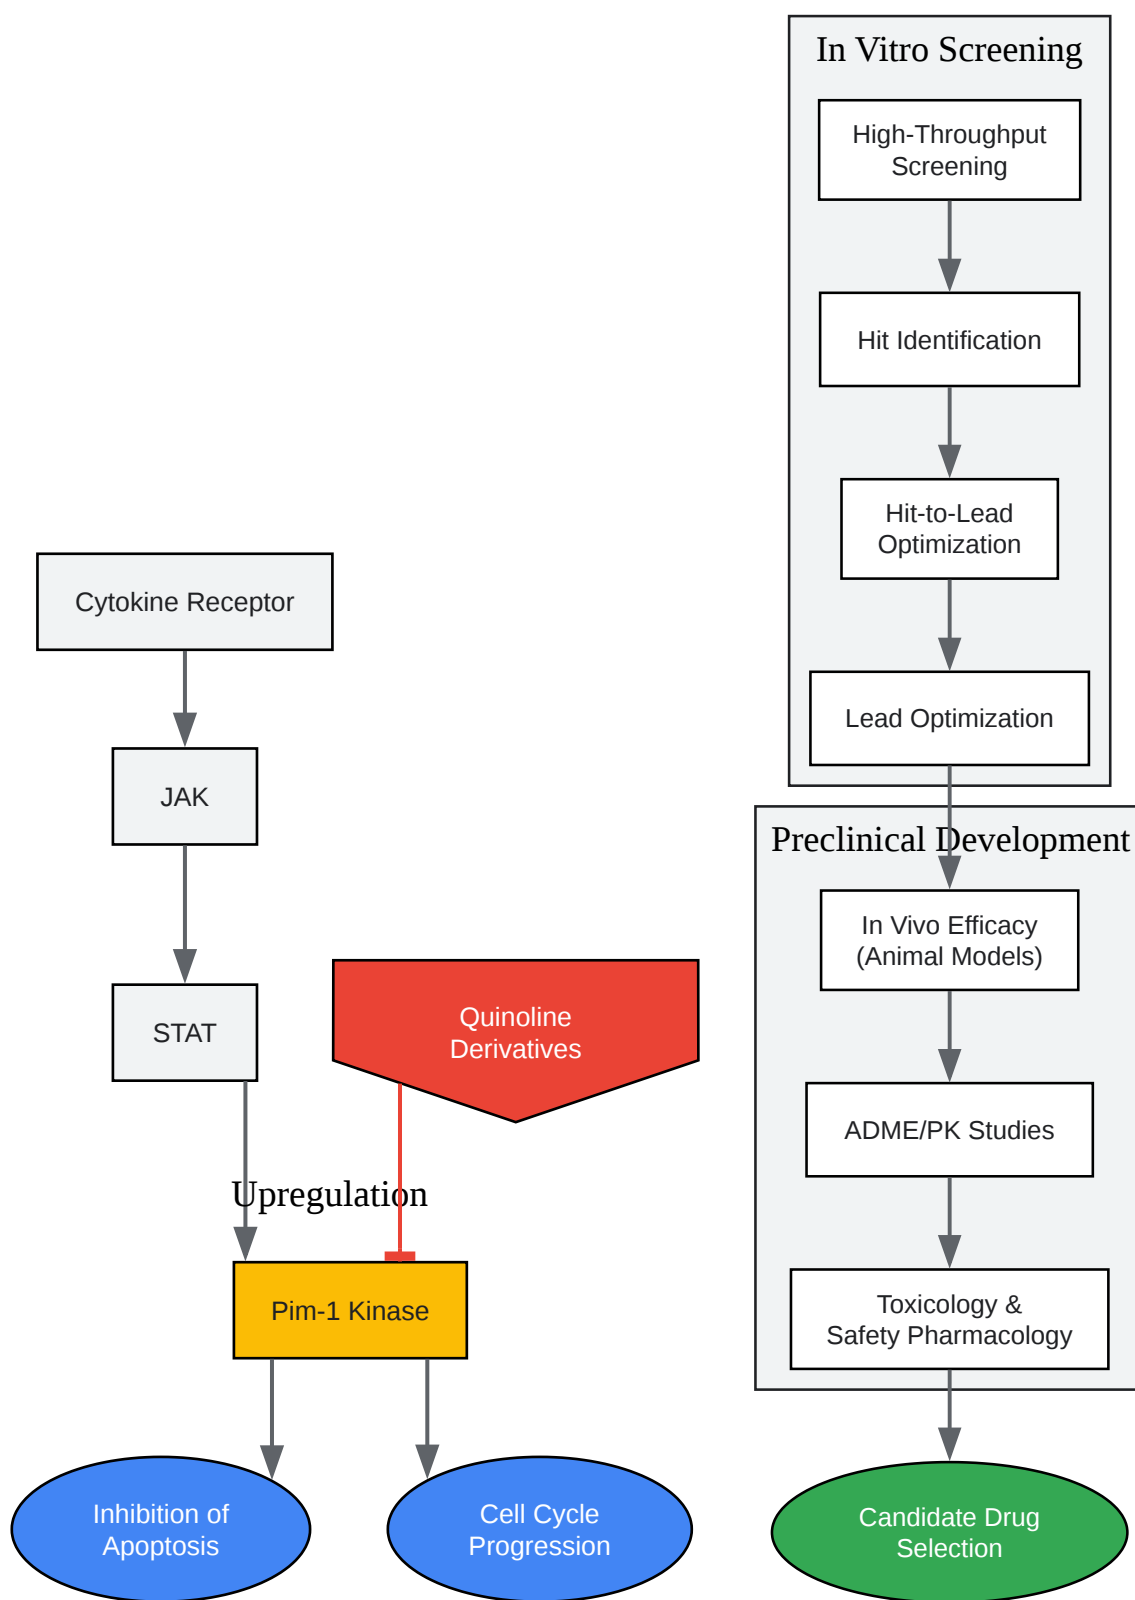 In Vitro Screening
High-Throughput
Screening
Hit Identification
Hit-to-Lead
Optimization
Lead Optimization
Cytokine Receptor
JAK
STAT
Quinoline
Derivatives
Upregulation
Pim-1 Kinase
Inhibition of
Apoptosis
Cell Cycle
Progression
Preclinical Development
In Vivo Efficacy
(Animal Models)
ADME/PK Studies
Toxicology &
Safety Pharmacology
Candidate Drug
Selection